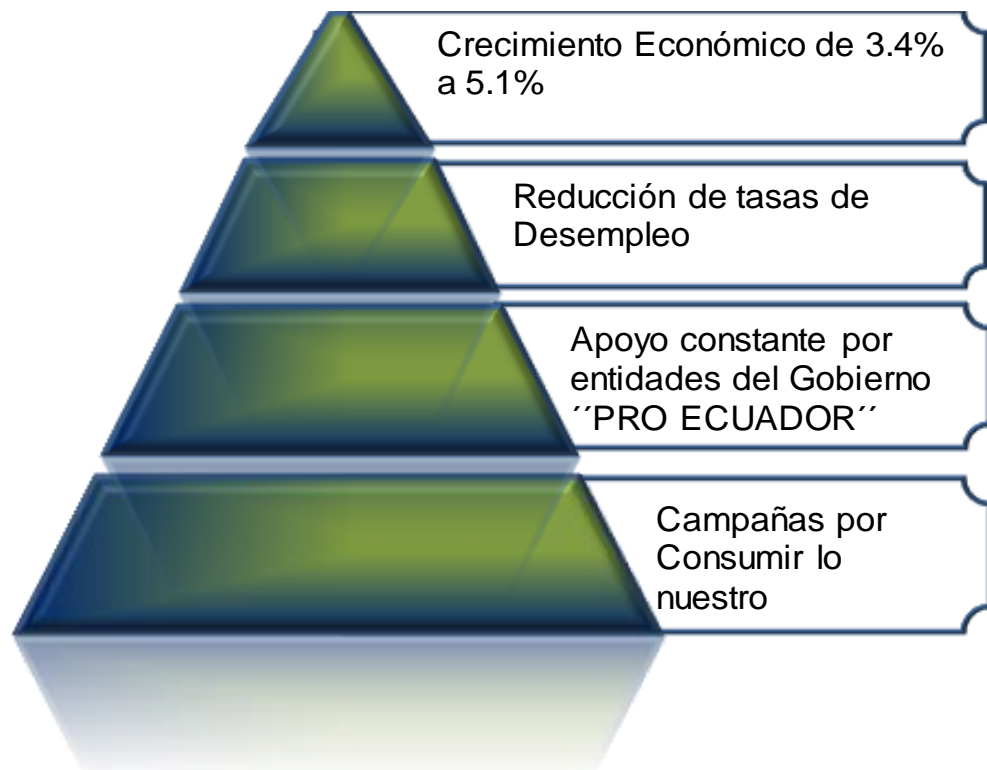 Crecimiento Económico de 3.4%
a 5.1%
Reducción de tasas de
Desempleo
Apoyo constante por
entidades del Gobierno
´´PRO ECUADOR´´
Campañas por
Consumir lo
nuestro